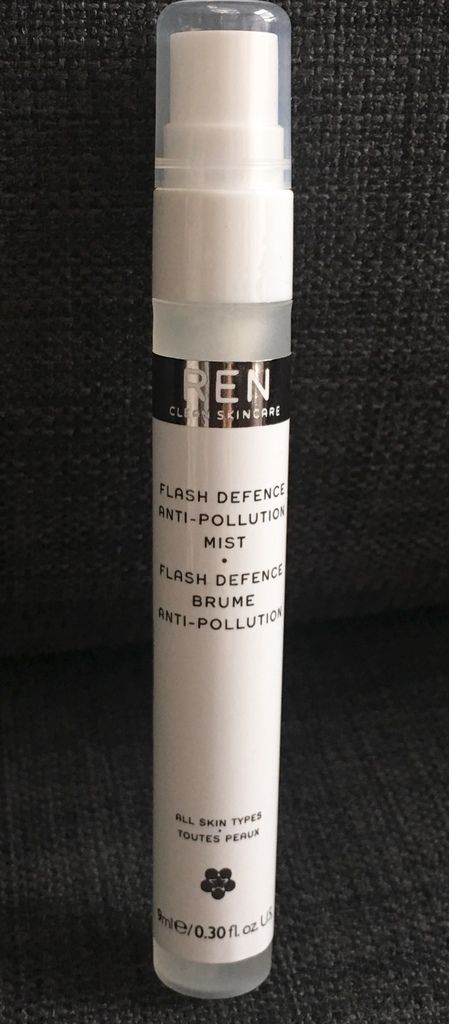 REN
CLEAN SKINCARE
FLASH DEFENCE
ANTI-POLLUTION
MIST
•
FLASH DEFENCE
BRUME
ANTI-POLLUTION
ALL SKIN TYPES
•
TOUTES PEAUX
9ml℮/0.30 fl. oz. U.S.